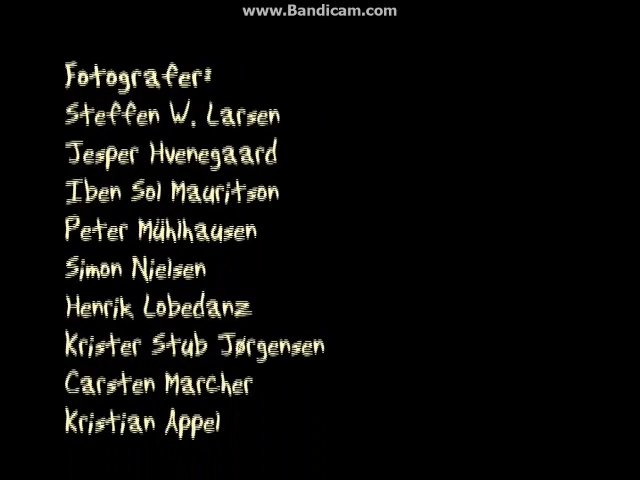 www.Bandicam.com
Fotografer:
Steffen W. Larsen
Jesper Hvenegaard
Iben Sol Mauritson
Peter Mühlhausen
Simon Nielsen
Henrik Lobedanz
Krister Stub Jørgensen
Carsten Marcher
Kristian Appel